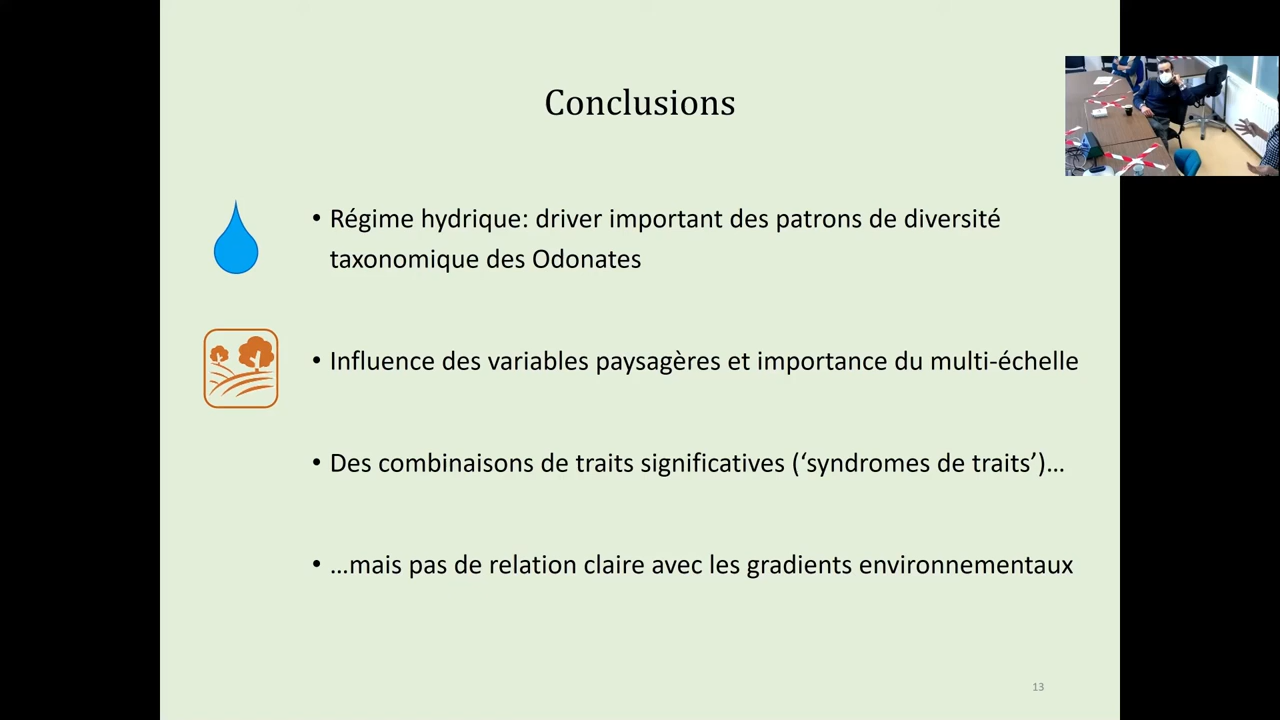 Conclusions
• Régime hydrique: driver important des patrons de diversité
taxonomique des Odonates
• Influence des variables paysagères et importance du multi-échelle
• Des combinaisons de traits significatives (‘syndromes de traits’)…
• …mais pas de relation claire avec les gradients environnementaux
13